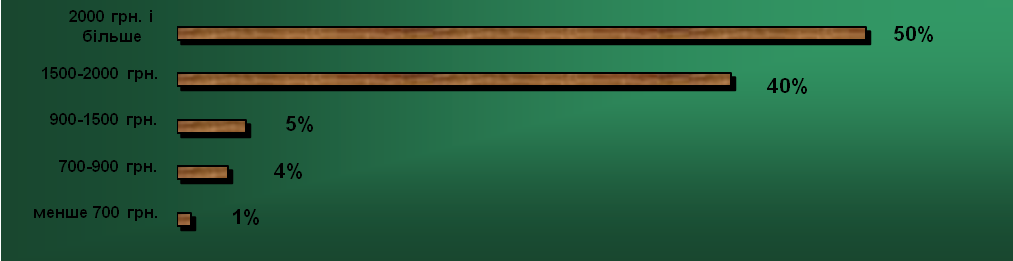 2000 грн. і
більше
50%
1500-2000 грн.
40%
900-1500 грн.
5%
700-900 грн.
4%
менше 700 грн.
1%